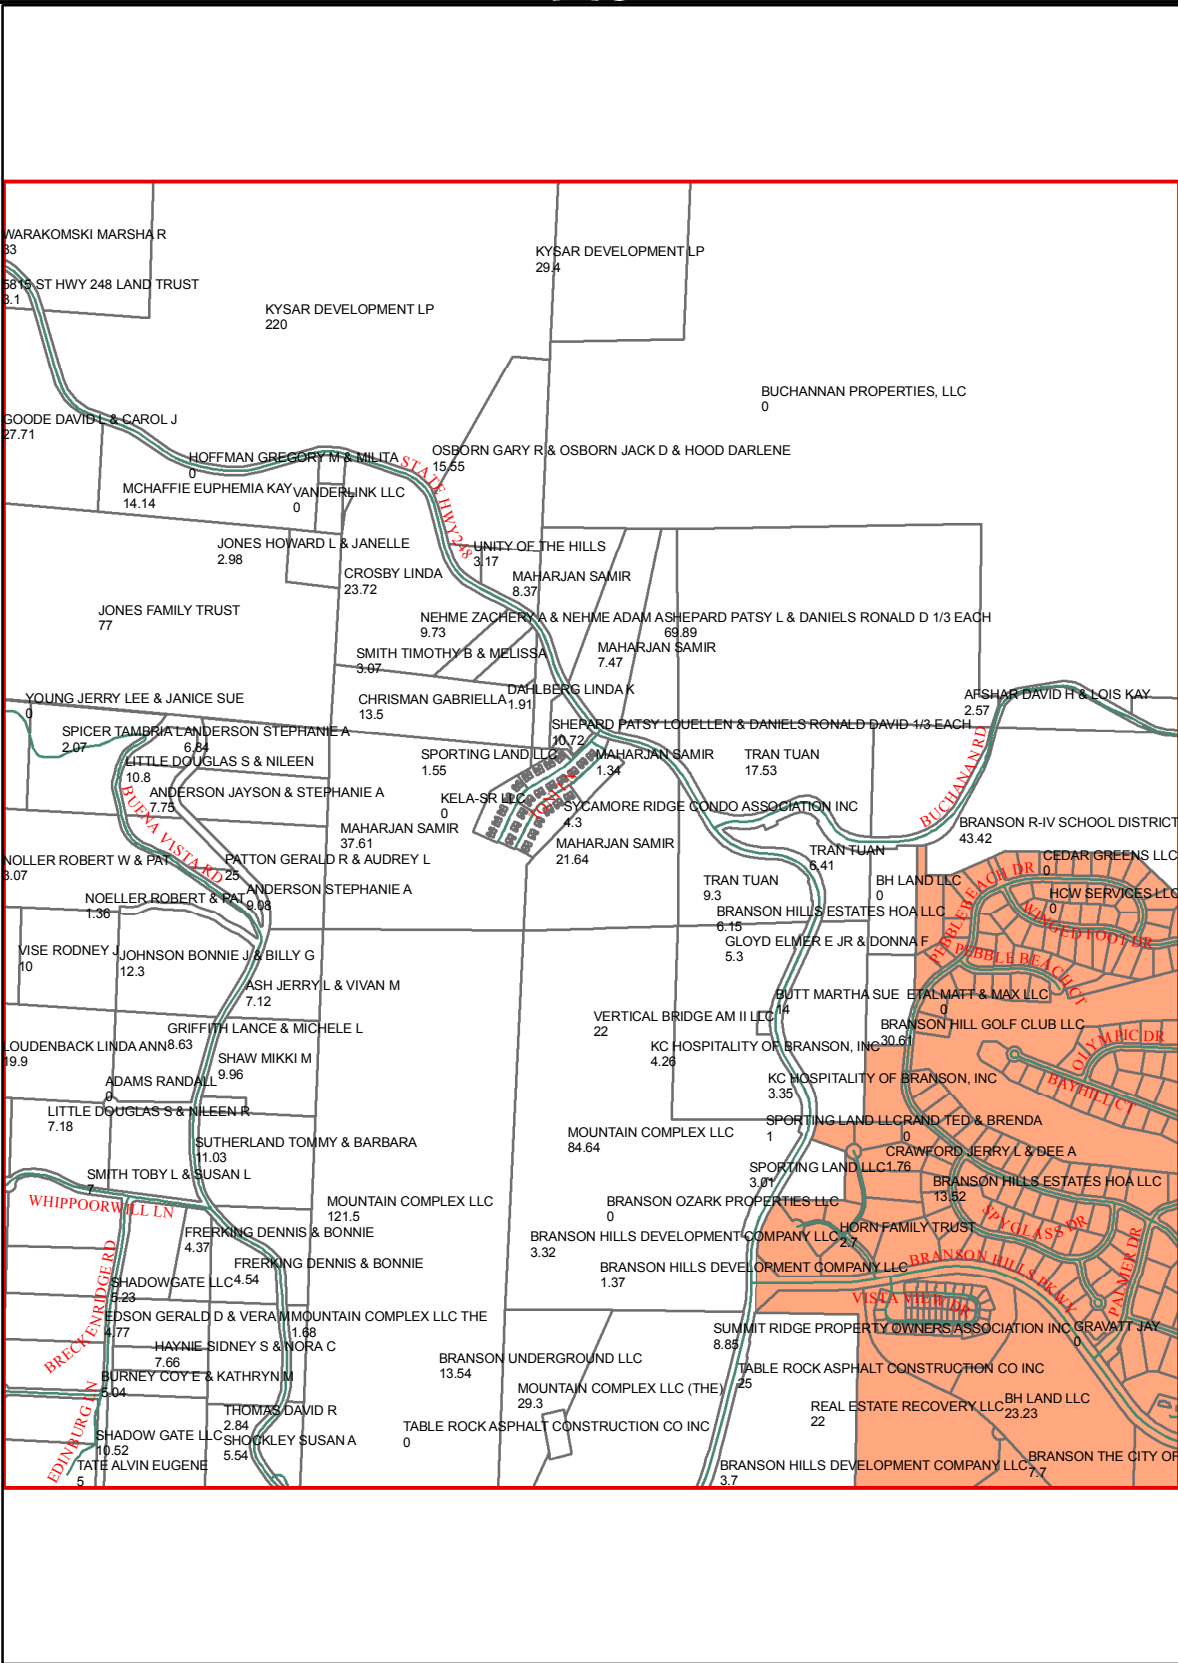 WARAKOMSKI MARSHA R
33
KYSAR DEVELOPMENT LP
29.4
5815 ST HWY 248 LAND TRUST
3.1
KYSAR DEVELOPMENT LP
220
BUCHANNAN PROPERTIES, LLC
0
GOODE DAVID L & CAROL J
27.71
HOFFMAN GREGORY M & MILITA
0
STATE HWY 248
OSBORN GARY R & OSBORN JACK D & HOOD DARLENE
15.55
MCHAFFIE EUPHEMIA KAY
14.14
VANDERLINK LLC
0
JONES HOWARD L & JANELLE
2.98
UNITY OF THE HILLS
3.17
CROSBY LINDA
23.72
MAHARJAN SAMIR
8.37
JONES FAMILY TRUST
77
NEHME ZACHERY A & NEHME ADAM A
9.73
SHEPARD PATSY L & DANIELS RONALD D 1/3 EACH
69.89
SMITH TIMOTHY B & MELISSA
3.07
MAHARJAN SAMIR
7.47
YOUNG JERRY LEE & JANICE SUE
0
CHRISMAN GABRIELLA
13.5
DAHLBERG LINDA K
1.91
AFSHAR DAVID H & LOIS KAY
2.57
SPICER TAMBRIA L
2.07
ANDERSON STEPHANIE A
6.84
SHEPARD PATSY LOUELLEN & DANIELS RONALD DAVID 1/3 EACH
10.72
LITTLE DOUGLAS S & NILEEN
10.8
SPORTING LAND LLC
1.55
MAHARJAN SAMIR
1.34
TRAN TUAN
17.53
BUCHANAN RD
ANDERSON JAYSON & STEPHANIE A
7.75
BUENA VISTA RD
KELA-SR LLC
0
SYCAMORE RIDGE CONDO ASSOCIATION INC
4.3
MAHARJAN SAMIR
37.61
MAHARJAN SAMIR
21.64
BRANSON R-IV SCHOOL DISTRICT
43.42
NOLLER ROBERT W & PAT
3.07
PATTON GERALD R & AUDREY L
25
TRAN TUAN
6.41
CEDAR GREENS LLC
0
NOELLER ROBERT & PAT
1.36
ANDERSON STEPHANIE A
9.08
TRAN TUAN
9.3
BH LAND LLC
0
PEBBLE BEACH DR
HCW SERVICES LLC
0
WINGED FOOT DR
BRANSON HILLS ESTATES HOA LLC
6.15
VISE RODNEY J
10
JOHNSON BONNIE J & BILLY G
12.3
GLOYD ELMER E JR & DONNA F
5.3
PEBBLE BEACH CT
ASH JERRY L & VIVAN M
7.12
BUTT MARTHA SUE ETAL
14
MATT & MAX LLC
0
VERTICAL BRIDGE AM II LLC
22
GRIFFITH LANCE & MICHELE L
8.63
BRANSON HILL GOLF CLUB LLC
30.61
LOUDENBACK LINDA ANN
19.9
SHAW MIKKI M
9.96
KC HOSPITALITY OF BRANSON, INC
4.26
OLYMPIC DR
ADAMS RANDALL
0
KC HOSPITALITY OF BRANSON, INC
3.35
BAYHILL CT
LITTLE DOUGLAS S & NILEEN R
7.18
SPORTING LAND LLC
1
RAND TED & BRENDA
0
SUTHERLAND TOMMY & BARBARA
11.03
MOUNTAIN COMPLEX LLC
84.64
CRAWFORD JERRY L & DEE A
1.76
SMITH TOBY L & SUSAN L
7
SPORTING LAND LLC
3.01
BRANSON HILLS ESTATES HOA LLC
13.52
WHIPPOORWILL LN
MOUNTAIN COMPLEX LLC
121.5
BRANSON OZARK PROPERTIES LLC
0
SPYGLASS DR
FRERKING DENNIS & BONNIE
4.37
BRANSON HILLS DEVELOPMENT COMPANY LLC
3.32
HORN FAMILY TRUST
2.7
PALMER DR
FRERKING DENNIS & BONNIE
4.54
BRANSON HILLS DEVELOPMENT COMPANY LLC
1.37
BRANSON HILLS PKWY
BRECKENRIDGE RD
SHADOWGATE LLC
5.23
VISTA VIEW DR
EDSON GERALD D & VERA M
4.77
MOUNTAIN COMPLEX LLC THE
1.68
SUMMIT RIDGE PROPERTY OWNERS ASSOCIATION INC
8.85
GRAVATT JAY
0
HAYNIE SIDNEY S & NORA C
7.66
BRANSON UNDERGROUND LLC
13.54
TABLE ROCK ASPHALT CONSTRUCTION CO INC
25
BURNEY COY E & KATHRYN M
5.04
MOUNTAIN COMPLEX LLC (THE)
29.3
BH LAND LLC
23.23
EDINBURG LN
THOMAS DAVID R
2.84
REAL ESTATE RECOVERY LLC
22
TABLE ROCK ASPHALT CONSTRUCTION CO INC
0
SHADOW GATE LLC
10.52
SHOCKLEY SUSAN A
5.54
TATE ALVIN EUGENE
5
BRANSON HILLS DEVELOPMENT COMPANY LLC
3.7
BRANSON THE CITY OF
7.7